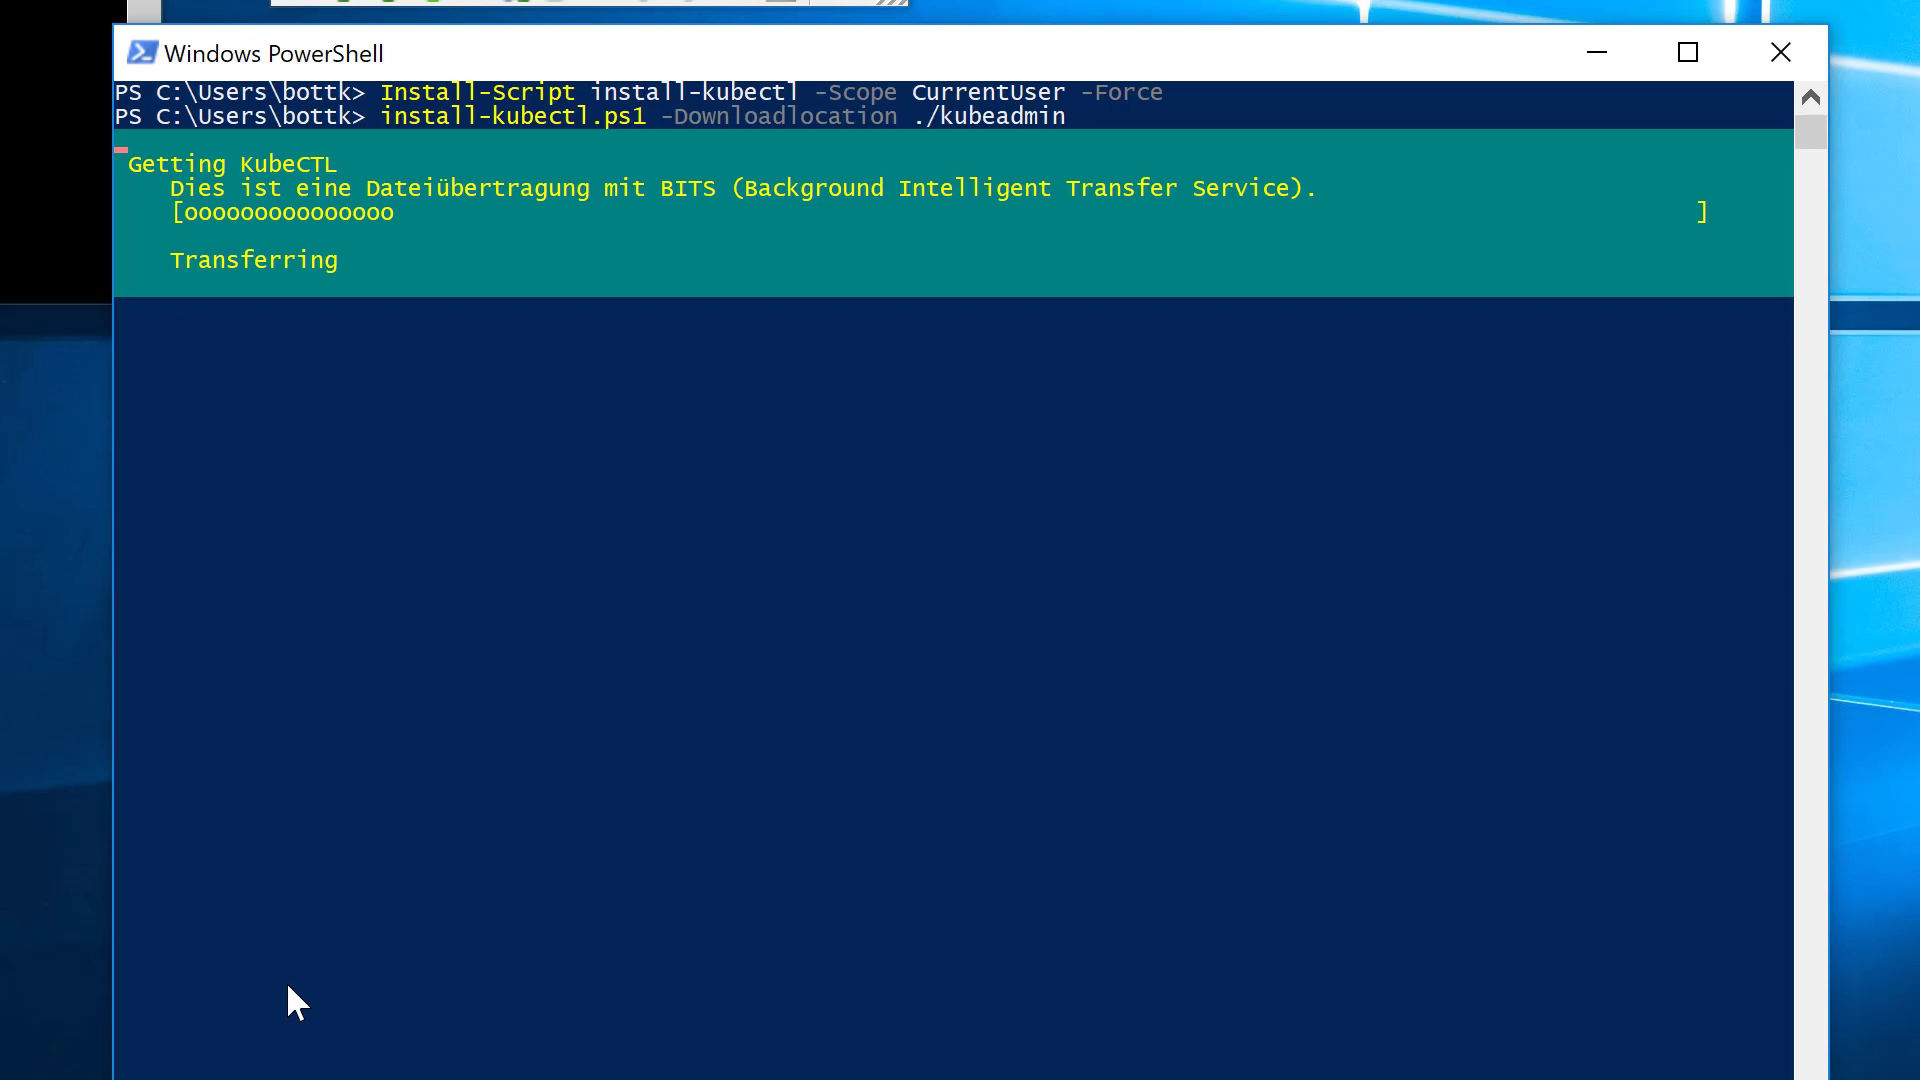 Windows PowerShell
PS C:\Users\bottk> Install-Script install-kubectl -Scope CurrentUser -Force
PS C:\Users\bottk> install-kubectl.ps1 -Downloadlocation ./kubeadmin
Getting KubeCTL
Dies ist eine Dateiübertragung mit BITS (Background Intelligent Transfer Service).
[ooooooooooooooo ]
Transferring